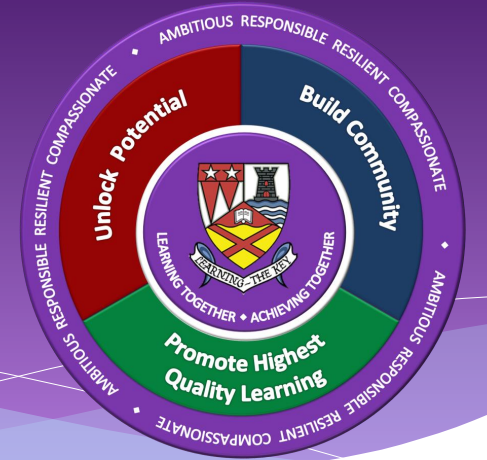 AMBITIOUS RESPONSIBLE RESILIENT COMPASSIONATE ◆
AMBITIOUS RESPONSIBLE RESILIENT COMPASSIONATE ◆
AMBITIOUS RESPONSIBLE RESILIENT COMPASSIONATE ◆
Unlock Potential
Build Community
LEARNING-THE KEY
LEARNING TOGETHER ◆ ACHIEVING TOGETHER
Promote Highest
Quality Learning